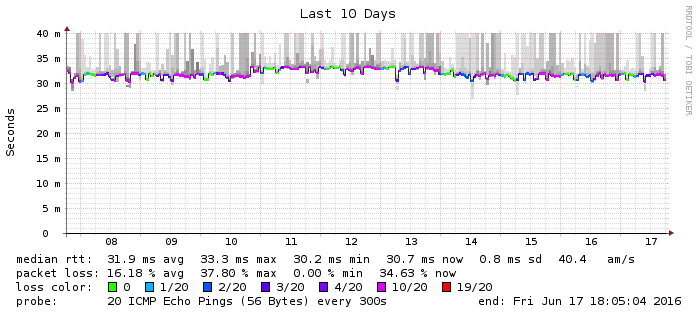 Last 10 Days
RRDTOOL / TOBI OETIKER
Seconds
40 m
35 m
30 m
25 m
20 m
15 m
10 m
5 m
0
08 09 10 11 12 13 14 15 16 17
median rtt: 31.9 ms avg 33.3 ms max 30.2 ms min 30.7 ms now 0.8 ms sd 40.4 am/s
packet loss: 16.18 % avg 37.80 % max 0.00 % min 34.63 % now
loss color: 0 1/20 2/20 3/20 4/20 10/20 19/20
probe: 20 ICMP Echo Pings (56 Bytes) every 300s end: Fri Jun 17 18:05:04 2016